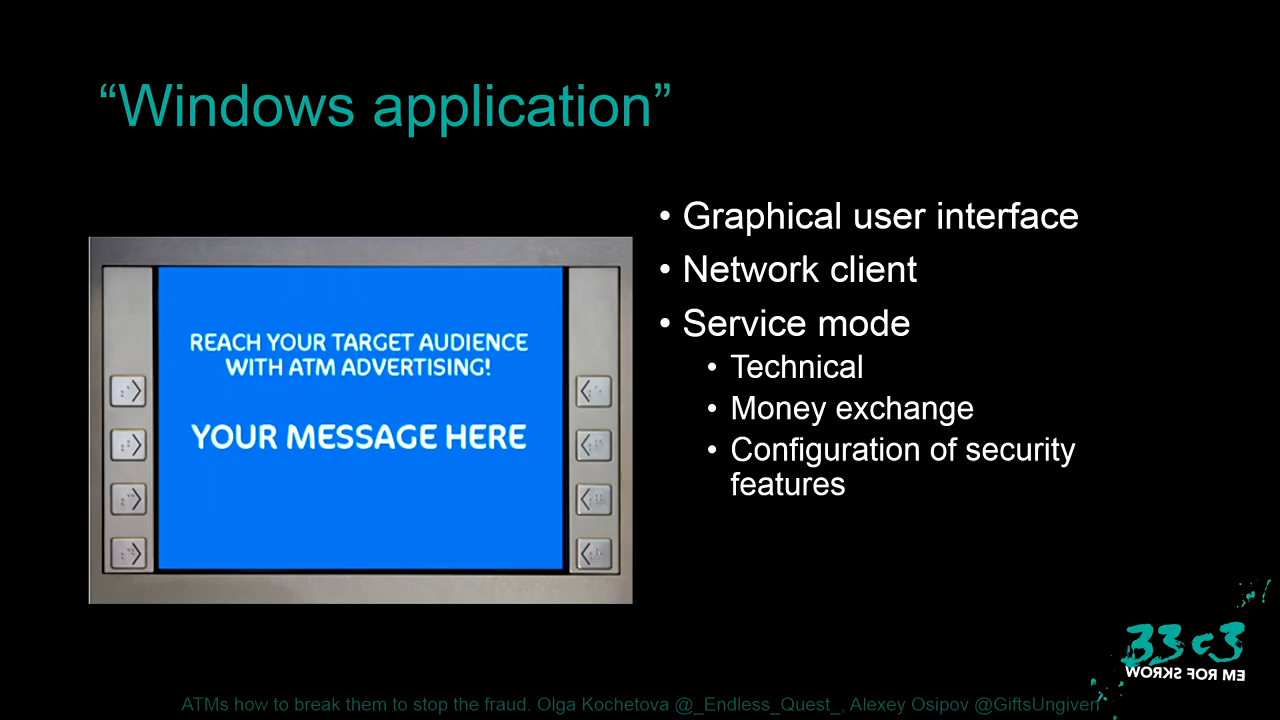 “Windows application”
• Graphical user interface
• Network client
• Service mode
• Technical
• Money exchange
• Configuration of security
features
REACH YOUR TARGET AUDIENCE
WITH ATM ADVERTISING!
YOUR MESSAGE HERE
33c3
WORKS FOR ME
ATMs how to break them to stop the fraud. Olga Kochetova @_Endless_Quest_, Alexey Osipov @GiftsUngiven